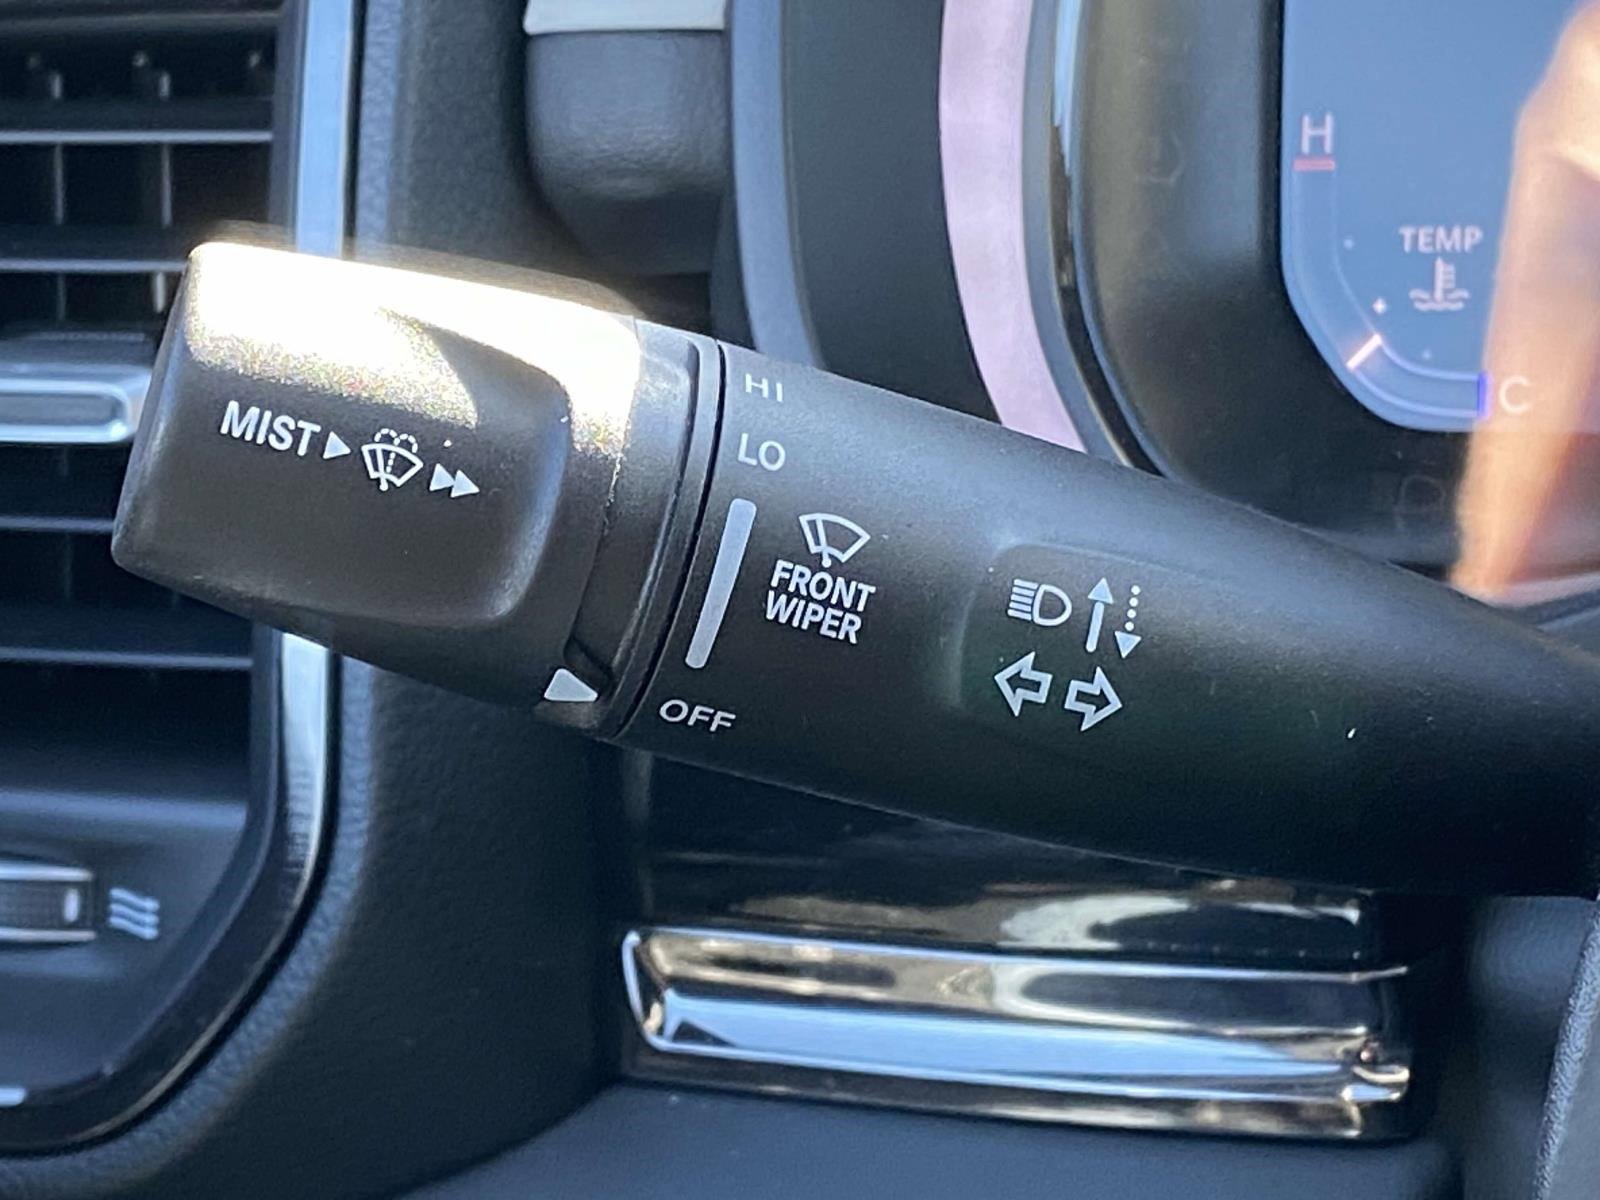 H
TEMP
C
HI
LO
MIST
FRONT
WIPER
OFF